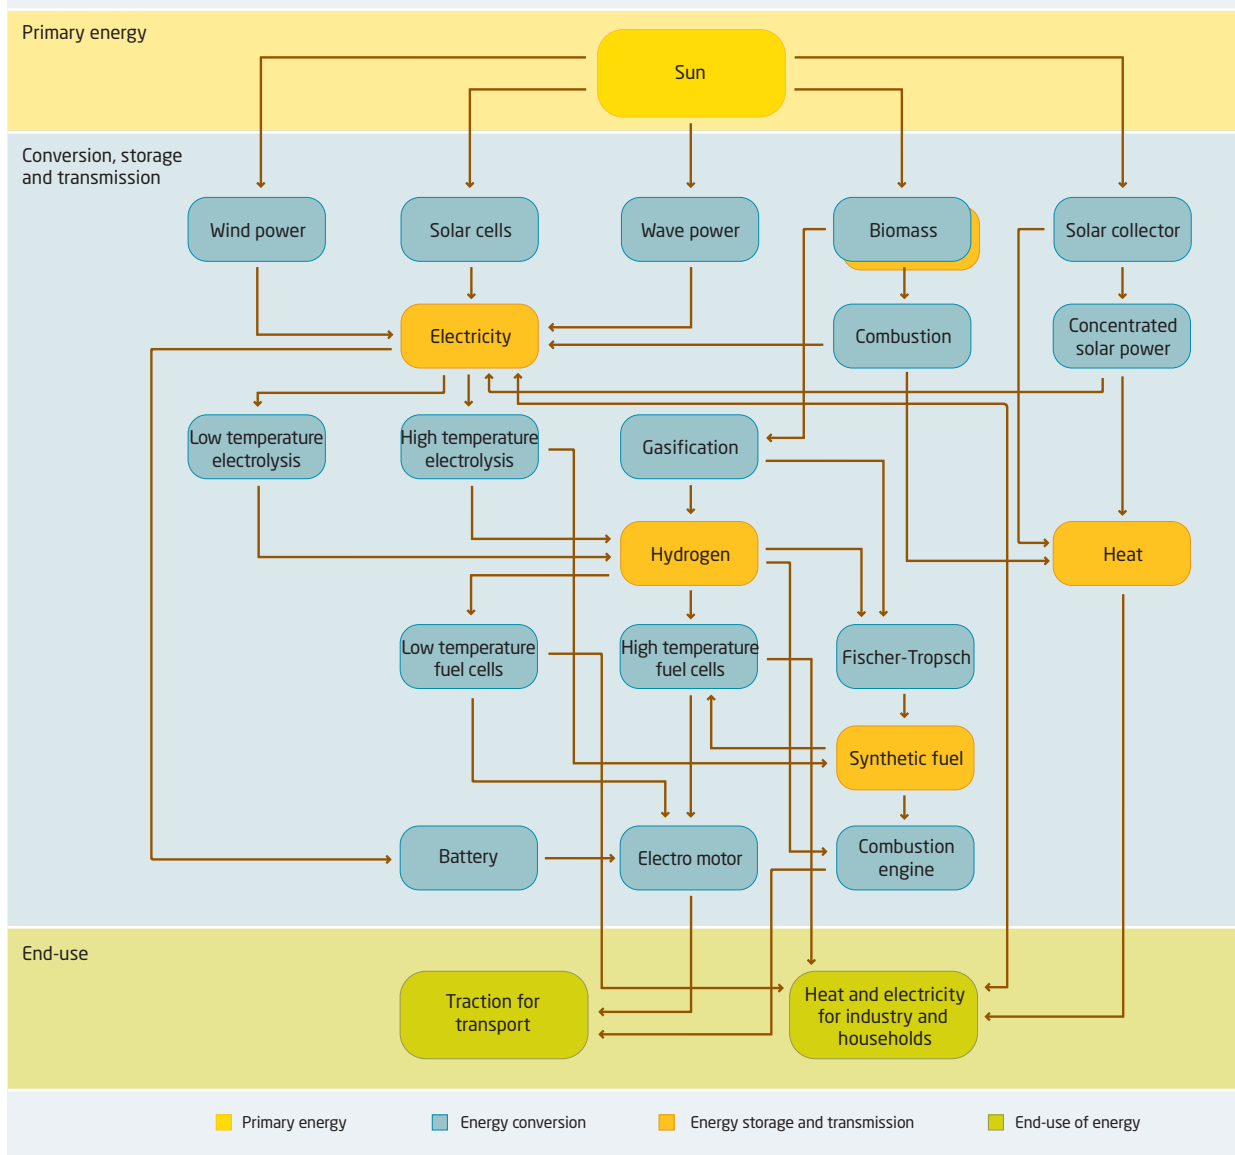 Primary energy
Sun
Conversion, storage
and transmission
Wind power
Solar cells
Wave power
Biomass
Solar collector
Electricity
Combustion
Concentrated
solar power
Low temperature
electrolysis
High temperature
electrolysis
Gasification
Hydrogen
Heat
Low temperature
fuel cells
High temperature
fuel cells
Fischer-Tropsch
Synthetic fuel
Battery
Electro motor
Combustion
engine
End-use
Traction for
transport
Heat and electricity
for industry and
households
Primary energy
Energy conversion
Energy storage and transmission
End-use of energy